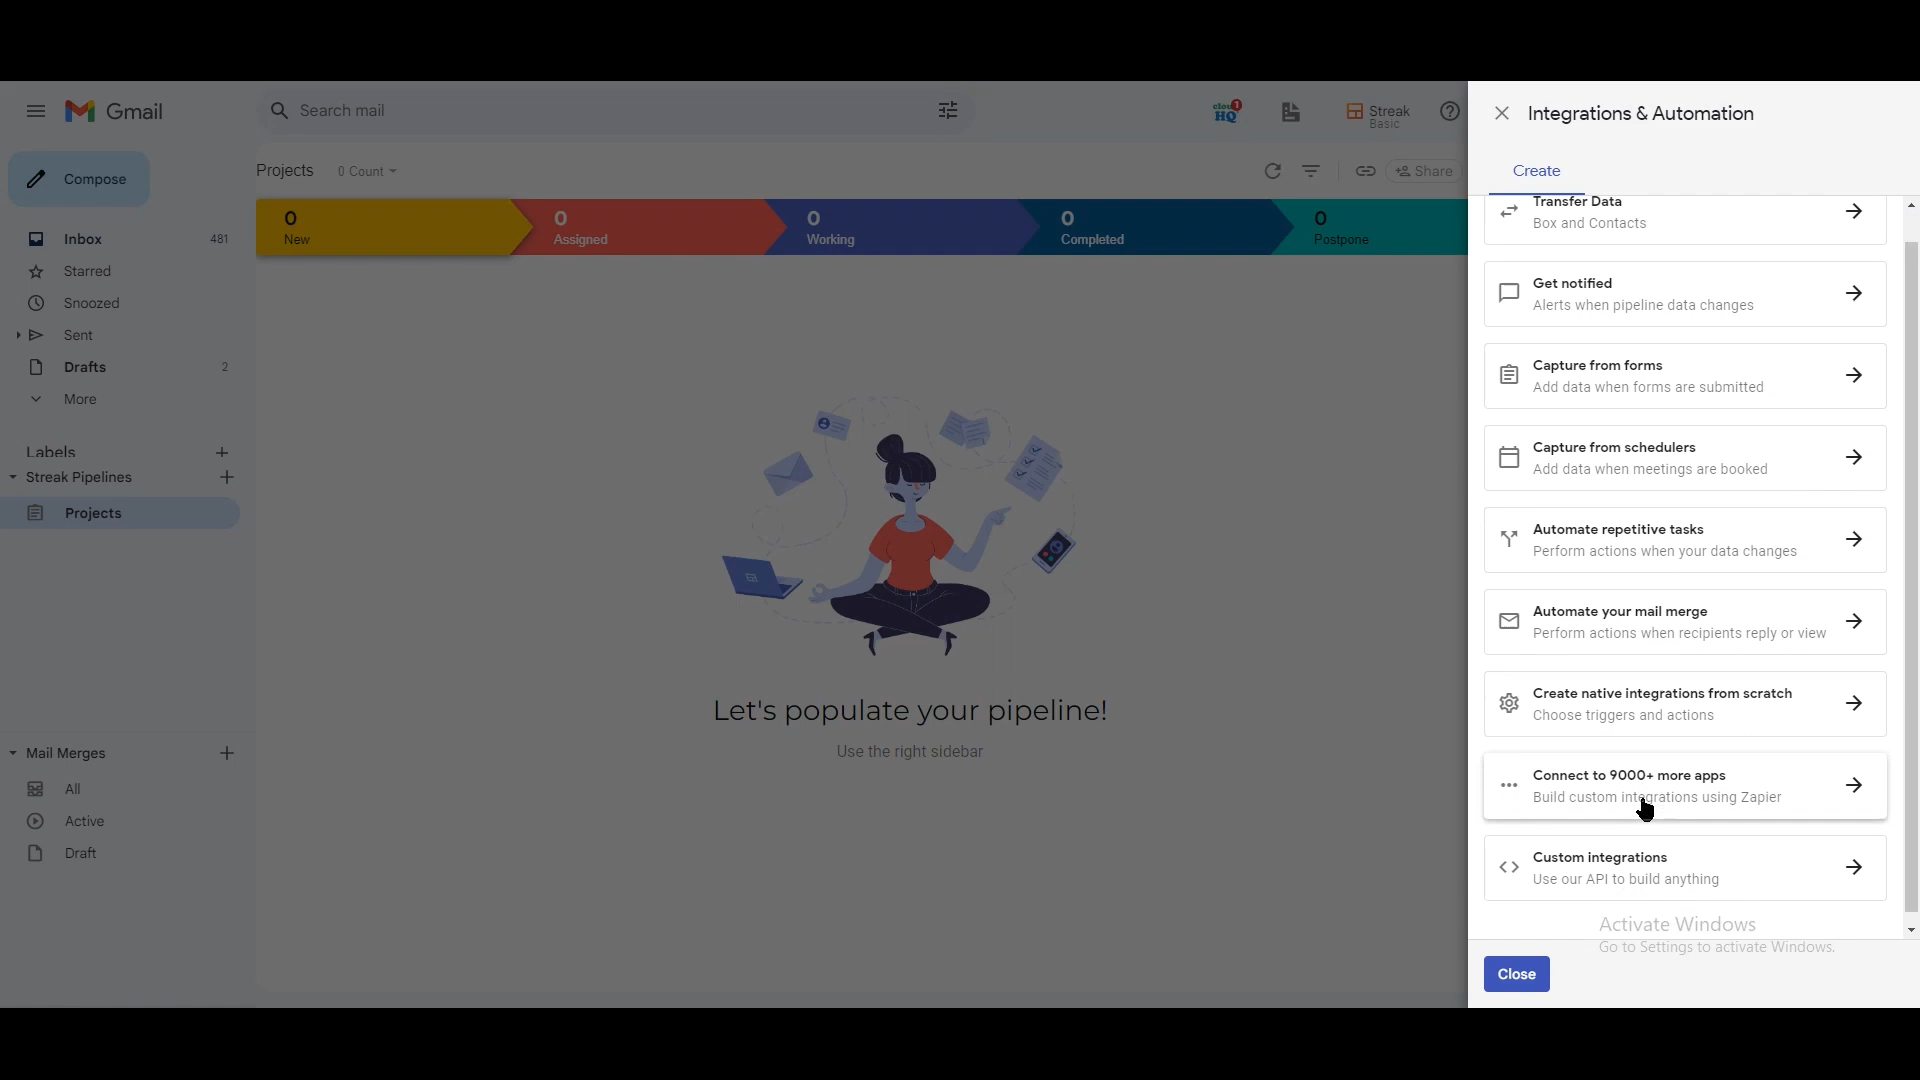 Gmail
Search mail
cloud HQ 1
Streak
Basic
Integrations & Automation
Create
Compose
Projects
0 Count
Share
Inbox 481
Starred
Snoozed
Sent
Drafts 2
More
Labels
Streak Pipelines
Projects
Mail Merges
All
Active
Draft
0
New
0
Assigned
0
Working
0
Completed
0
Postpone
Let's populate your pipeline!
Use the right sidebar
Transfer Data
Box and Contacts
Get notified
Alerts when pipeline data changes
Capture from forms
Add data when forms are submitted
Capture from schedulers
Add data when meetings are booked
Automate repetitive tasks
Perform actions when your data changes
Automate your mail merge
Perform actions when recipients reply or view
Create native integrations from scratch
Choose triggers and actions
Connect to 9000+ more apps
Build custom integrations using Zapier
Custom integrations
Use our API to build anything
Activate Windows
Go to Settings to activate Windows.
Close